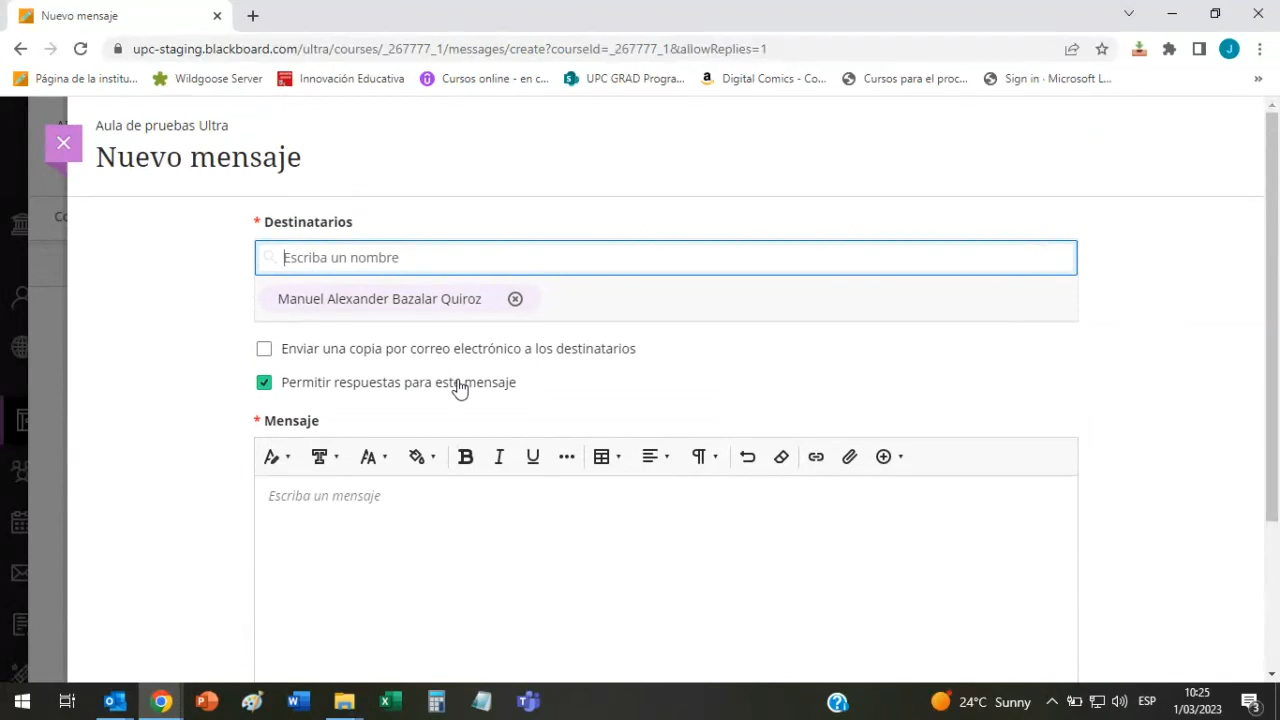 Nuevo mensaje
upc-staging.blackboard.com/ultra/courses/_267777_1/messages/create?courseId=_267777_1&allowReplies=1
J
Página de la institu...
Wildgoose Server
Innovación Educativa
Cursos online - en c...
UPC GRAD Progra...
Digital Comics - Co...
Cursos para el proc...
Sign in · Microsoft L...
»
Aula de pruebas Ultra
Nuevo mensaje
Co
* Destinatarios
Escriba un nombre
Manuel Alexander Bazalar Quiroz
Enviar una copia por correo electrónico a los destinatarios
Permitir respuestas para este mensaje
* Mensaje
Escriba un mensaje
24°C Sunny
ESP
10:25
1/03/2023
3